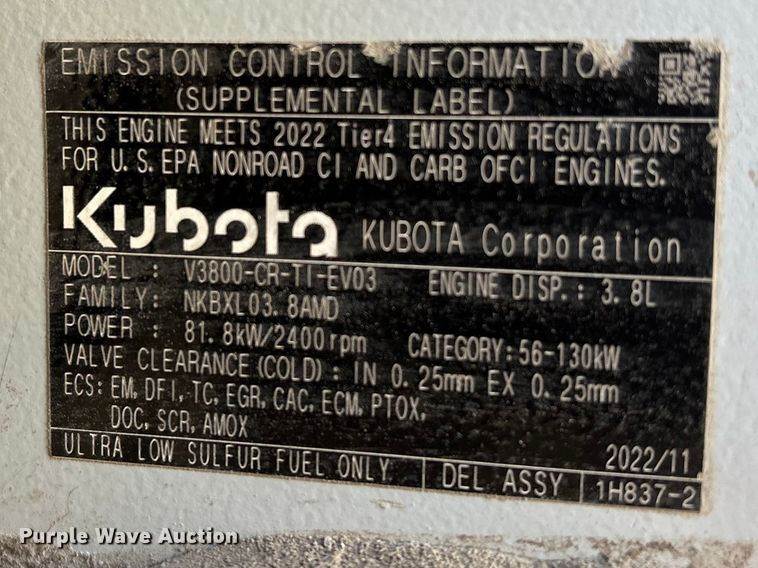 EMISSION CONTROL INFORMATION
(SUPPLEMENTAL LABEL)
THIS ENGINE MEETS 2022 Tier4 EMISSION REGULATIONS
FOR U.S. EPA NONROAD CI AND CARB OFCI ENGINES.
Kubota KUBOTA Corporation
MODEL : V3800-CR-TI-EV03 ENGINE DISP.: 3.8L
FAMILY: NKBXL03.8AMD
POWER : 81.8kW/2400rpm CATEGORY:56-130kW
VALVE CLEARANCE(COLD): IN 0.25mm EX 0.25mm
ECS: EM, DFI, TC, EGR, CAC, ECM, PTOX,
DOC, SCR, AMOX
2022/11
ULTRA LOW SULFUR FUEL ONLY DEL ASSY 1H837-2
Purple Wave Auction